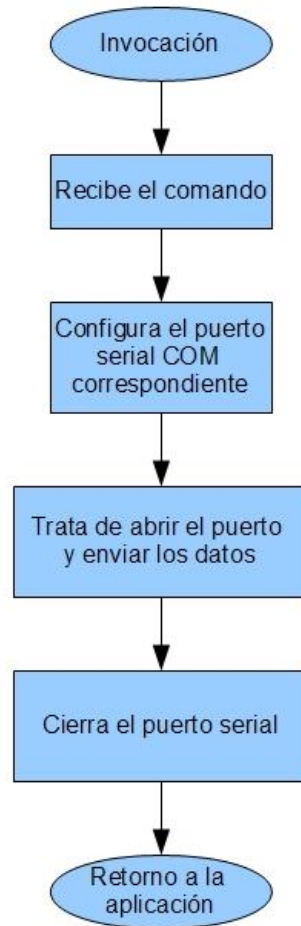 Invocación
Recibe el comando
Configura el puerto
serial COM
correspondiente
Trata de abrir el puerto
y enviar los datos
Cierra el puerto serial
Retorno a la
aplicación